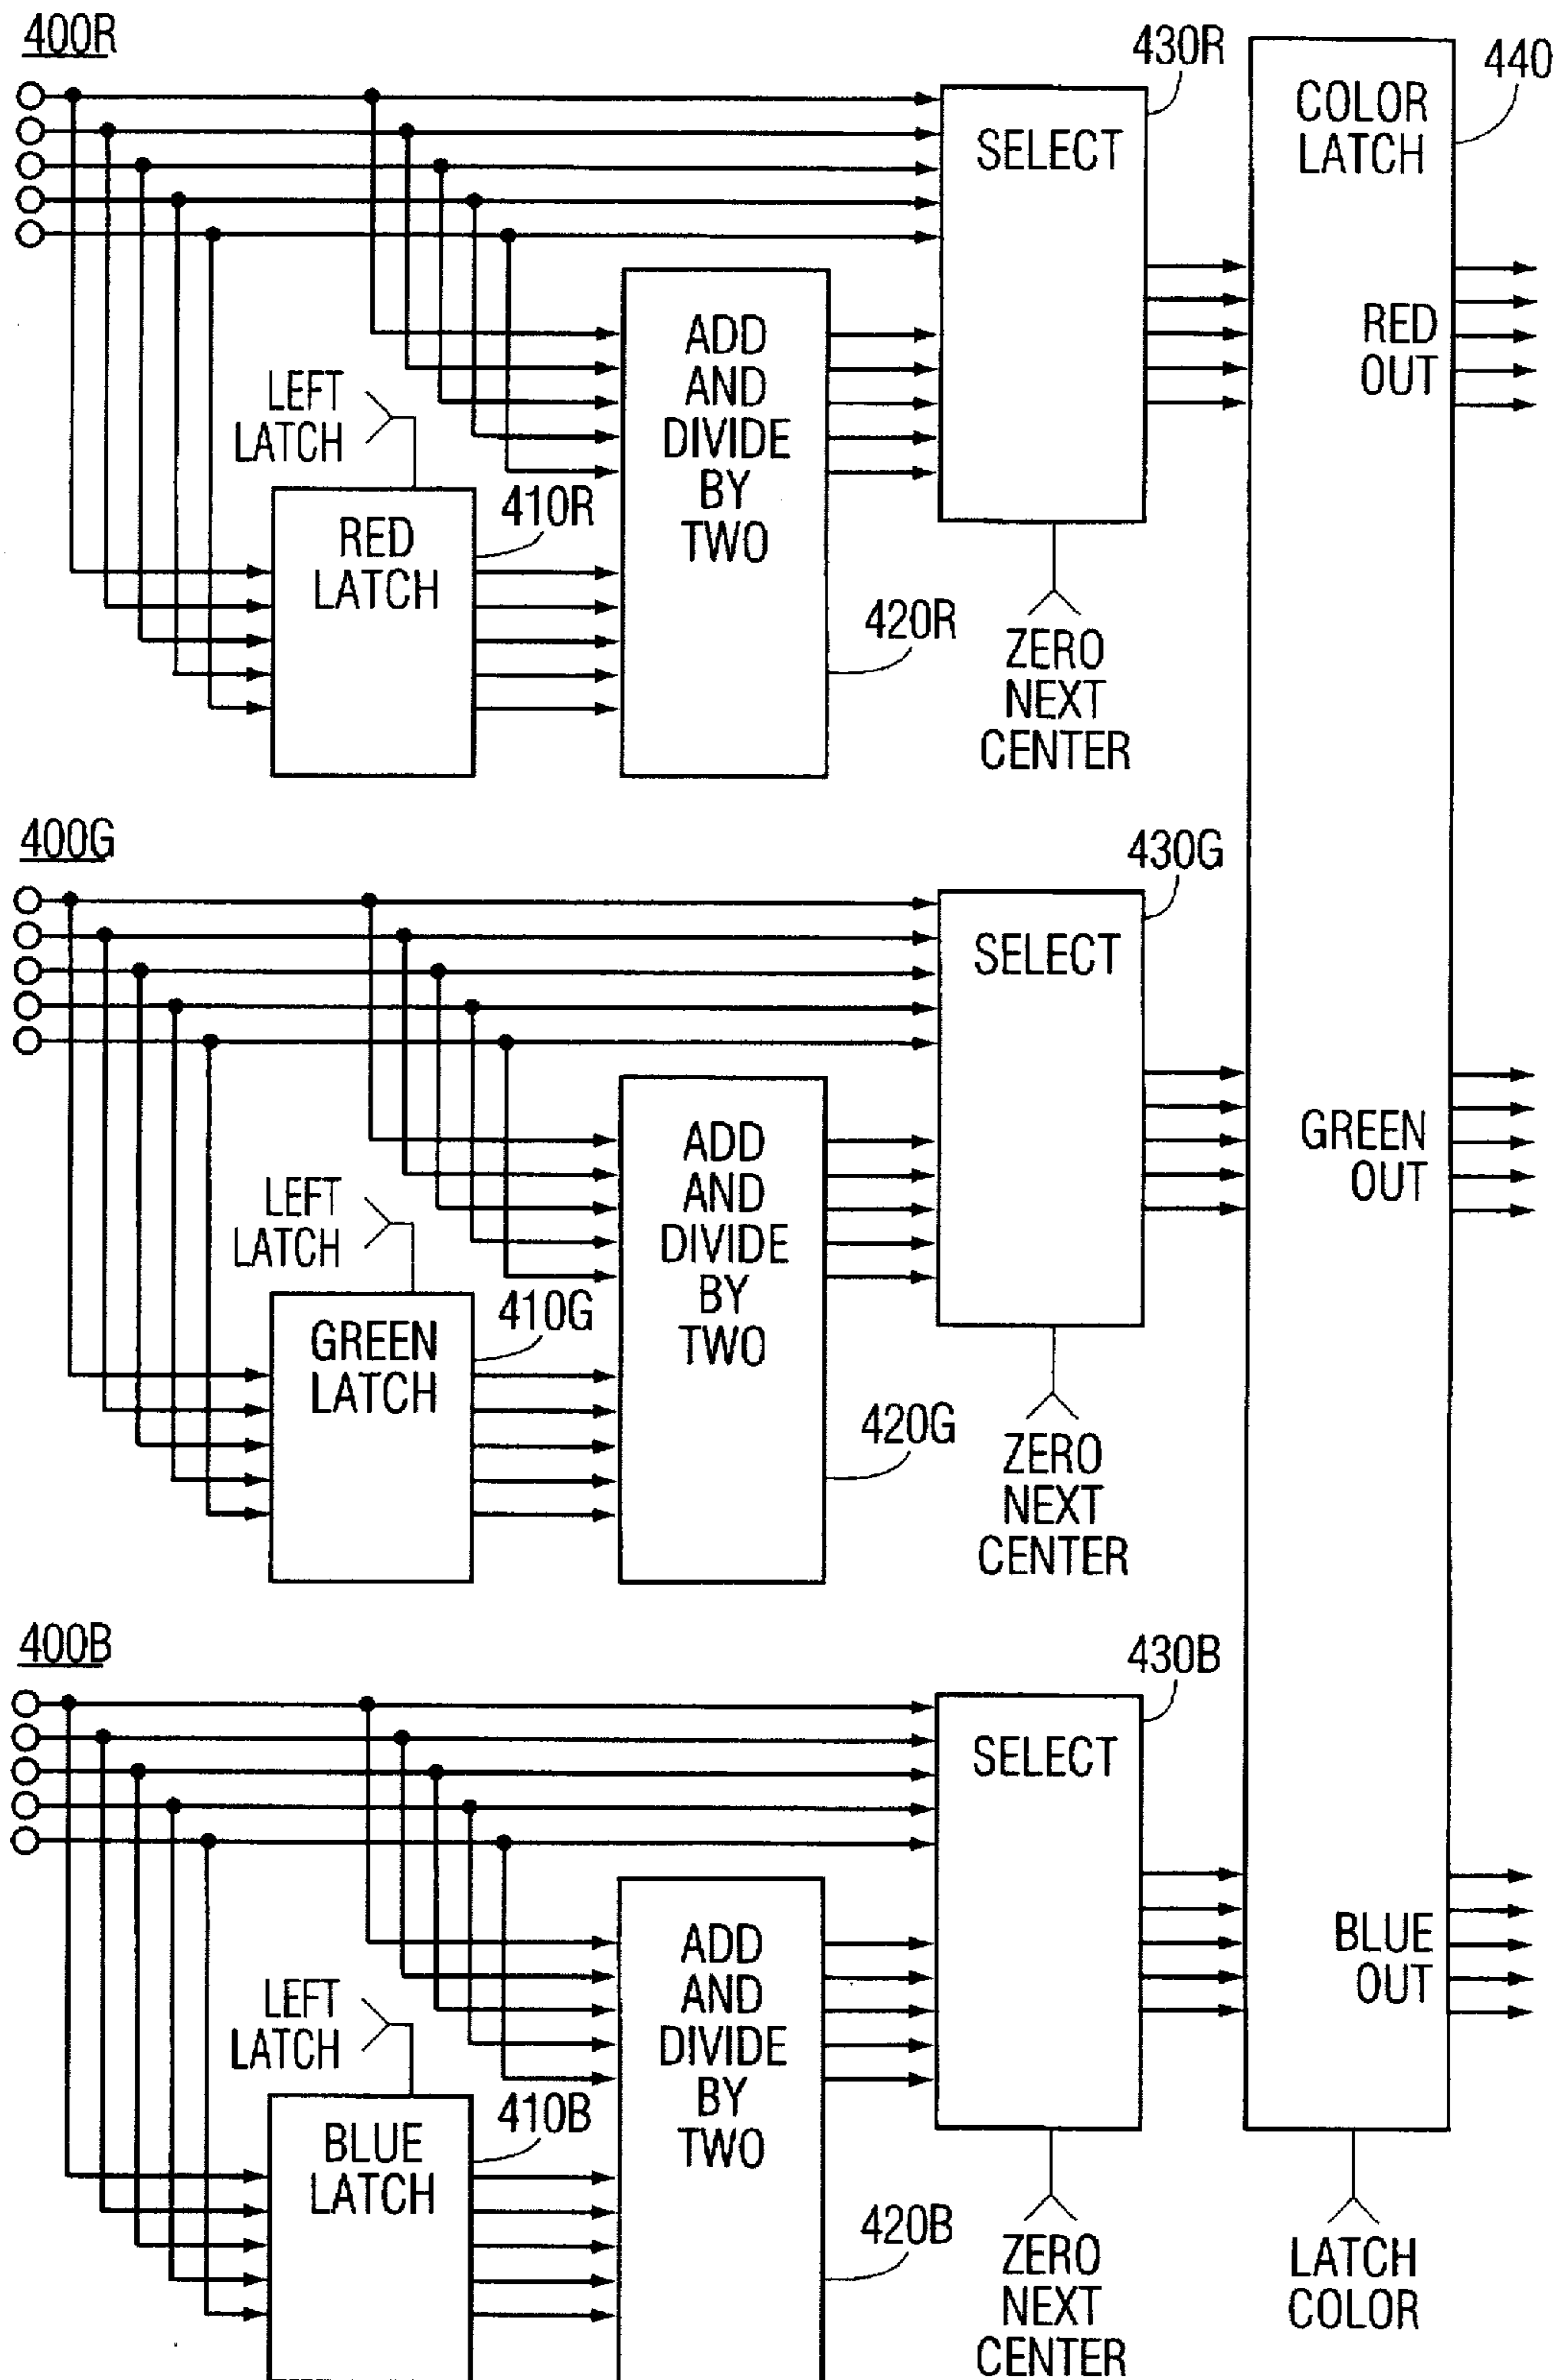 400R
430R
440
COLOR
LATCH
SELECT
RED
OUT
ADD
AND
DIVIDE
BY
TWO
LEFT
LATCH
410R
RED
LATCH
420R
ZERO
NEXT
CENTER
400G
430G
SELECT
GREEN
OUT
ADD
AND
DIVIDE
BY
TWO
LEFT
LATCH
410G
GREEN
LATCH
420G
ZERO
NEXT
CENTER
400B
430B
SELECT
BLUE
OUT
ADD
AND
DIVIDE
BY
TWO
LEFT
LATCH
410B
BLUE
LATCH
420B
ZERO
NEXT
CENTER
LATCH
COLOR